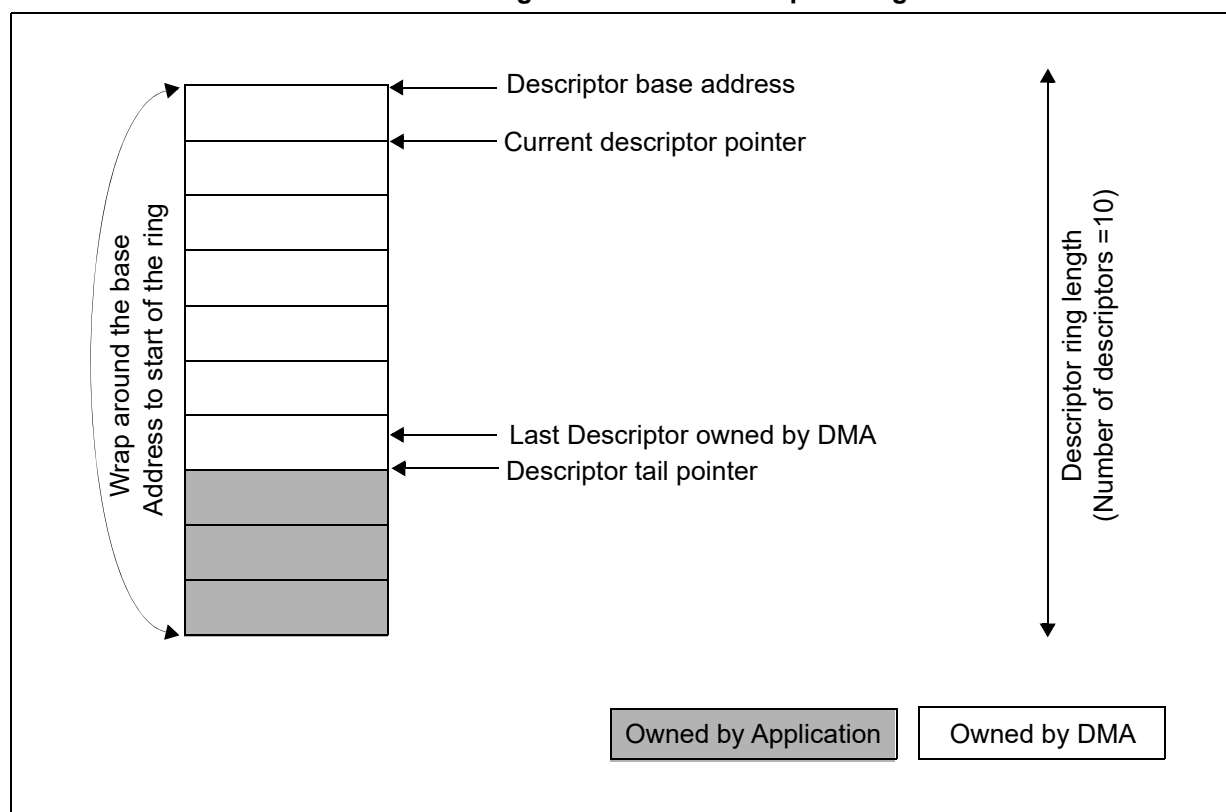 Descriptor base address
Current descriptor pointer
Wrap around the base
Address to start of the ring
Descriptor ring length
(Number of descriptors =10)
Last Descriptor owned by DMA
Descriptor tail pointer
Owned by Application
Owned by DMA